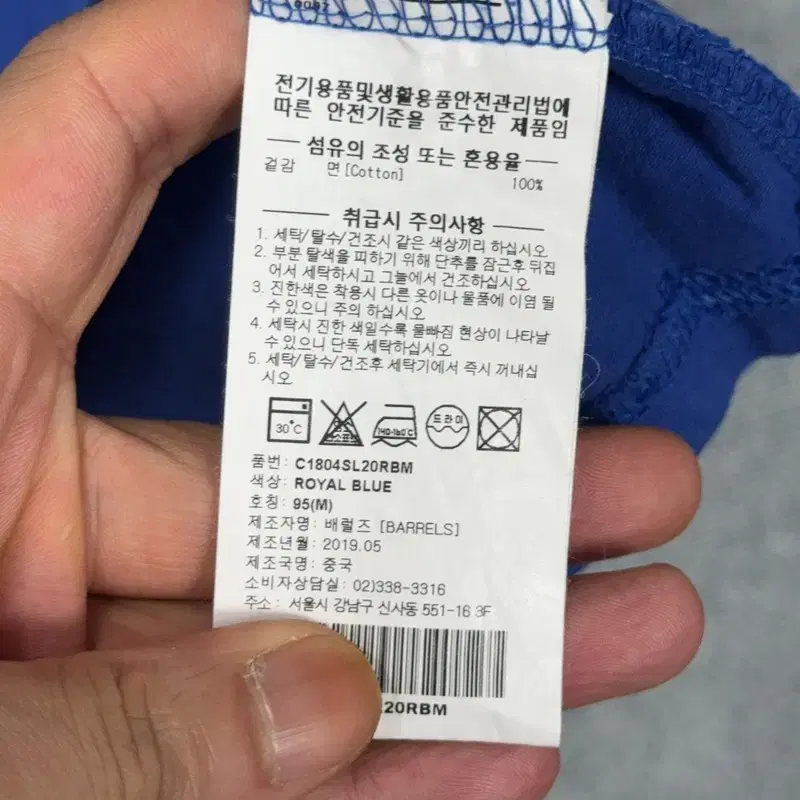 전기용품및생활용품안전관리법에
따른 안전기준을 준수한 제품임
섬유의 조성 또는 혼용율
겉감 면 [Cotton] 100%
취급시 주의사항
1. 세탁/탈수/건조시 같은 색상끼리 하십시오
2. 부분 탈색을 피하기 위해 단추를 잠근후 뒤집
어서 세탁하시고 그늘에서 건조하십시오
3. 진한색은 착용시 다른 옷이나 물품에 이염 될
수 있으니 주의 하십시오
4. 세탁시 진한 색일수록 물빠짐 현상이 나타날
수 있으니 단독 세탁하십시오
5. 세탁/탈수/건조후 세탁기에서 즉시 꺼내십
시오
30°C 140-160°C 드라이
품번: C1804SL20RBM
색상: ROYAL BLUE
호칭: 95(M)
제조자명: 배럴즈 [BARRELS]
제조년월: 2019.05
제조국명: 중국
소비자상담실: 02)338-3316
주소: 서울시 강남구 신사동 551-16 3F
20RBM